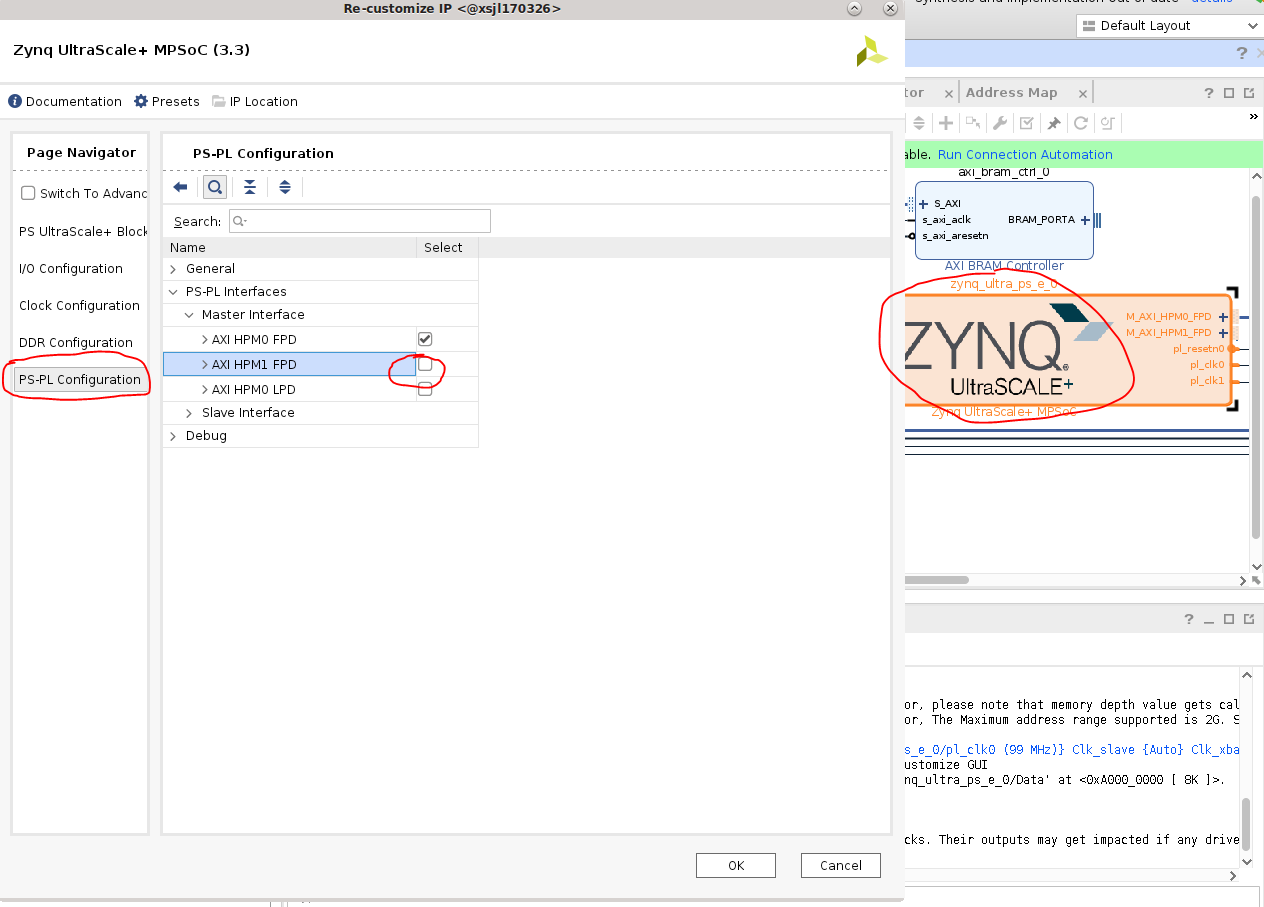 Re-customize IP <@xsjl170326>
Zynq UltraScale+ MPSoC (3.3)
Documentation Presets IP Location
Page Navigator
Switch To Advanc
PS UltraScale+ Block
I/O Configuration
Clock Configuration
DDR Configuration
PS-PL Configuration
PS-PL Configuration
Search:
Name Select
General
PS-PL Interfaces
Master Interface
AXI HPM0 FPD
AXI HPM1 FPD
AXI HPM0 LPD
Slave Interface
Debug
OK Cancel
Synthesis and Implementation Out-of-date details
Default Layout
tor Address Map
able. Run Connection Automation
axi_bram_ctrl_0
S_AXI
s_axi_aclk BRAM_PORTA
s_axi_aresetn
AXI BRAM Controller
zynq_ultra_ps_e_0
ZYNQ
UltraSCALE+
M_AXI_HPM0_FPD
M_AXI_HPM1_FPD
pl_resetn0
pl_clk0
pl_clk1
Zynq UltraScale+ MPSoC
or, please note that memory depth value gets cal
or, The Maximum address range supported is 2G. S
s_e_0/pl_clk0 (99 MHz)} Clk_slave {Auto} Clk_xba
ustomize GUI
nq_ultra_ps_e_0/Data' at <0xA000_0000 [ 8K ]>.
cks. Their outputs may get impacted if any drive